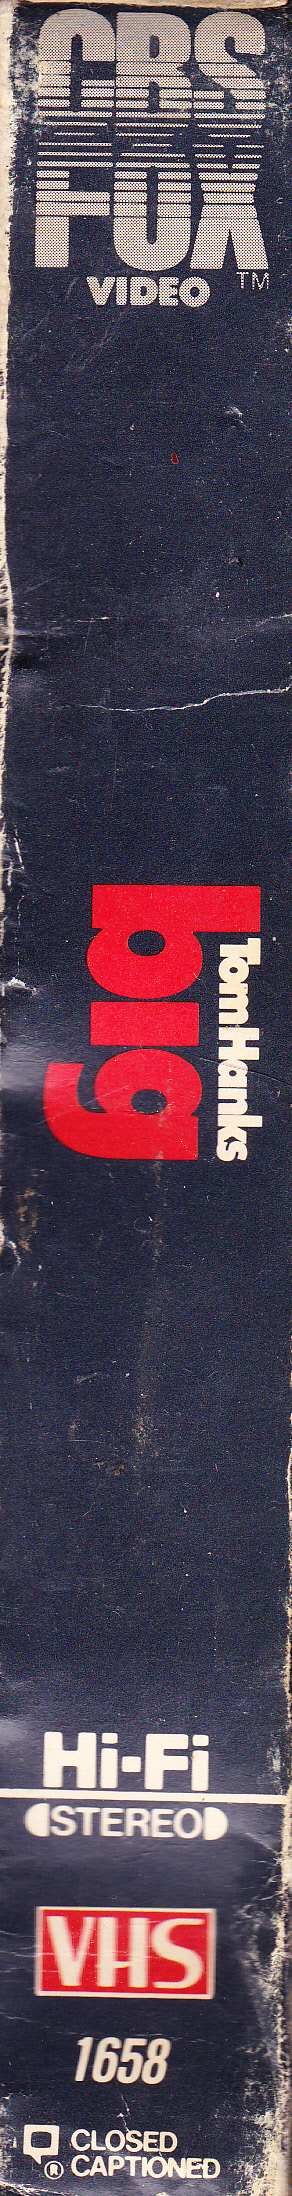 CBS
FOX
VIDEO TM
Tom Hanks
big
Hi-Fi
STEREO
VHS
1658
® CLOSED
CAPTIONED